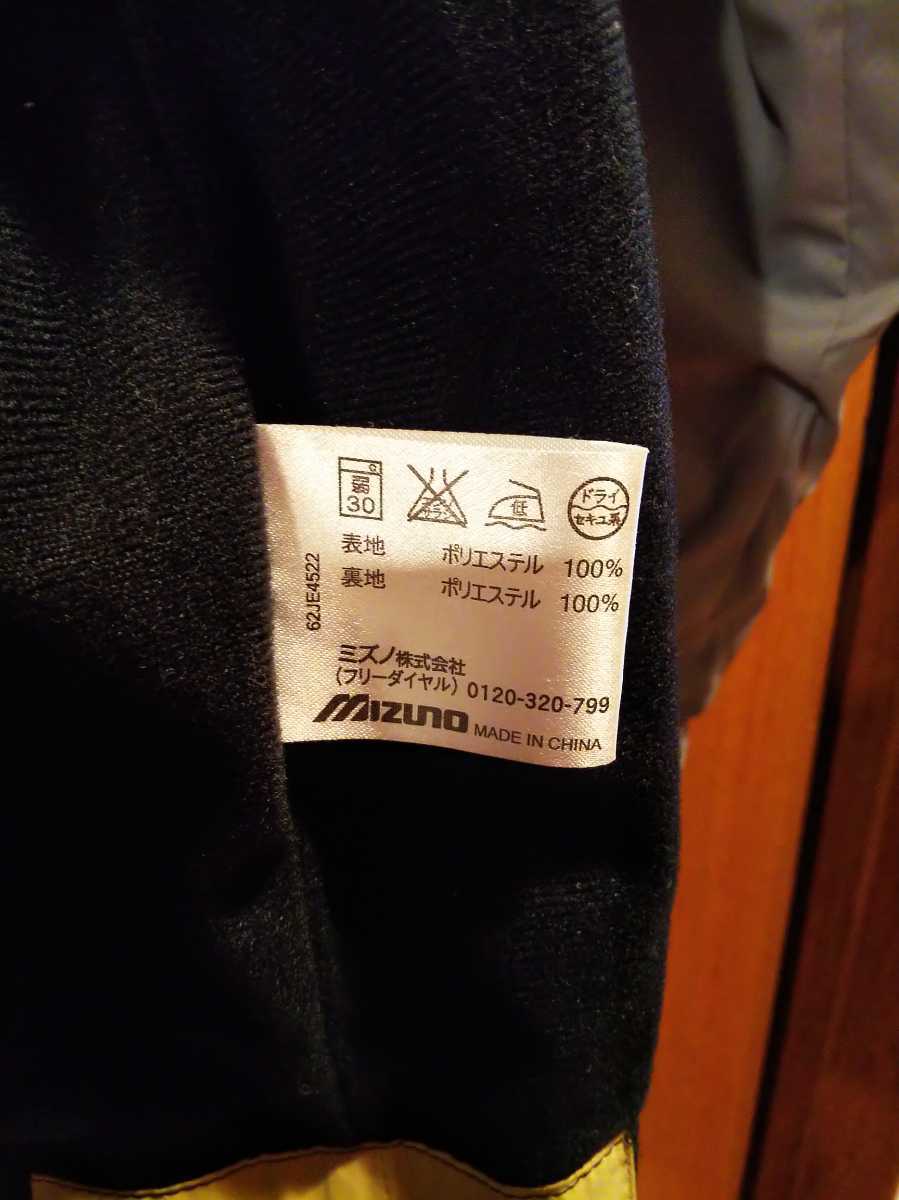 弱
30
低
ドライ
セキユ系
表地 ポリエステル 100%
裏地 ポリエステル 100%
62JE4522
ミズノ株式会社
(フリーダイヤル) 0120-320-799
MIZUNO MADE IN CHINA